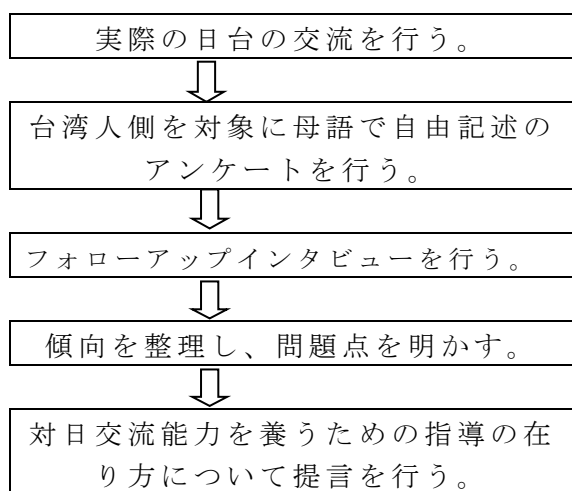 実際の日台の交流を行う。
台湾人側を対象に母語で自由記述の
アンケートを行う。
フォローアップインタビューを行う。
傾向を整理し、問題点を明かす。
対日交流能力を養うための指導の在
り方について提言を行う。